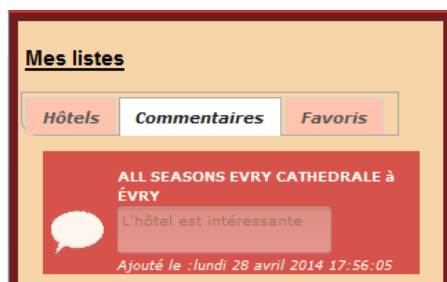 Mes listes
Hôtels Commentaires Favoris
ALL SEASONS EVRY CATHEDRALE à
ÉVRY
L'hôtel est intéressante
Ajouté le :lundi 28 avril 2014 17:56:05